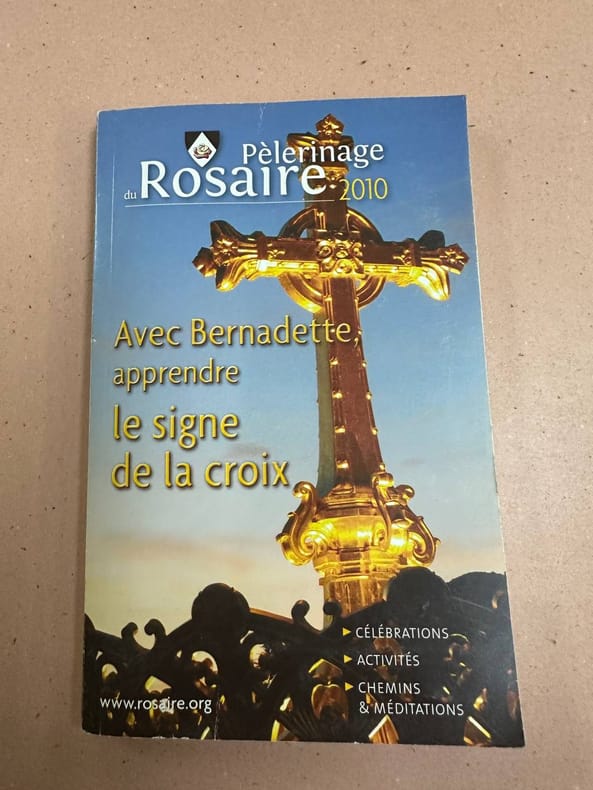 Pèlerinage
du Rosaire 2010
Avec Bernadette,
apprendre
le signe
de la croix
CÉLÉBRATIONS
ACTIVITÉS
CHEMINS
& MÉDITATIONS
www.rosaire.org